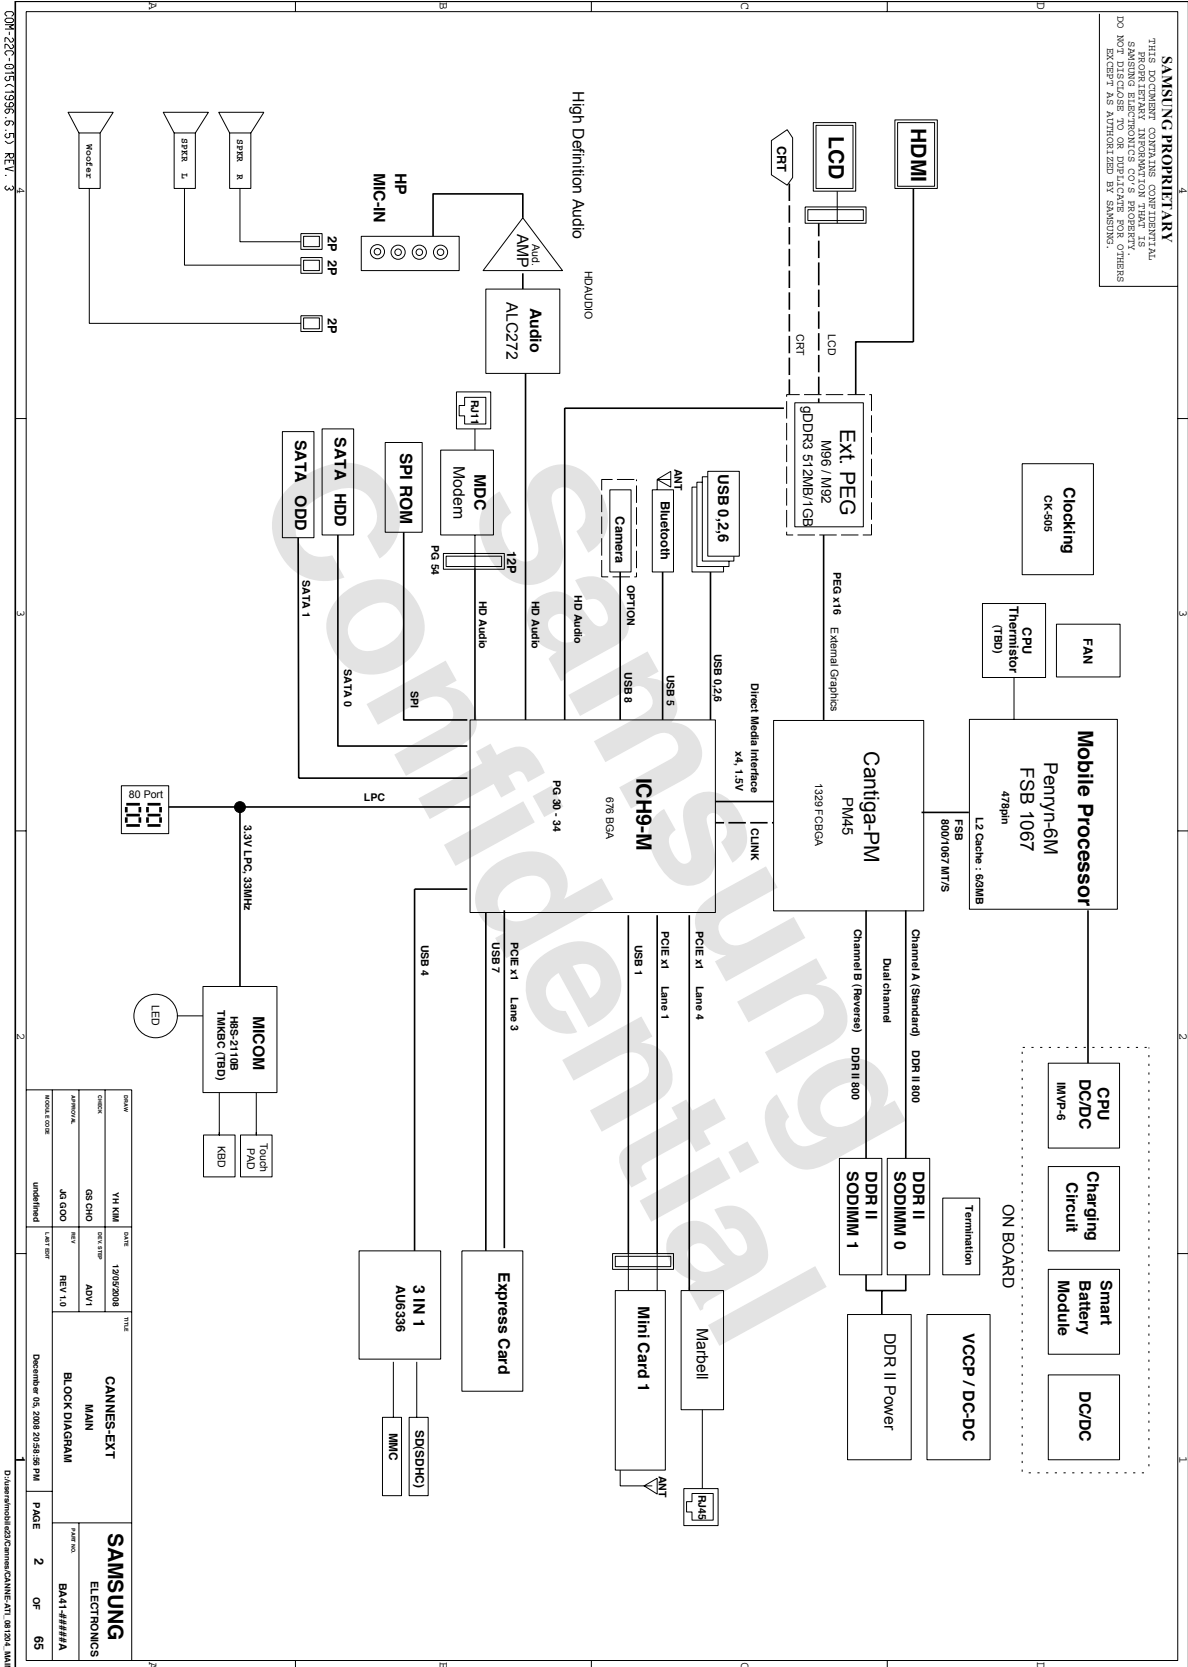 SAMSUNG PROPRIETARY
THIS DOCUMENT CONTAINS CONFIDENTIAL
PROPRIETARY INFORMATION THAT IS
SAMSUNG ELECTRONICS CO'S PROPERTY.
DO NOT DISCLOSE TO OR DUPLICATE FOR OTHERS
EXCEPT AS AUTHORIZED BY SAMSUNG.
4
3
2
1
D
C
B
A
Samsung
Confidential
Clocking
CK-505
FAN
CPU
Thermistor
(TBD)
Mobile Processor
Penryn-6M
FSB 1067
478pin
L2 Cache : 6/3MB
FSB
800/1067 MT/S
CPU
DC/DC
IMVP-6
Charging
Circuit
Smart
Battery
Module
DC/DC
ON BOARD
Termination
VCCP / DC-DC
HDMI
LCD
CRT
LCD
CRT
Ext. PEG
M96 / M92
gDDR3 512MB/1GB
PEG x16
External Graphics
Cantiga-PM
PM45
1329 FCBGA
Channel A (Standard)
DDR II 800
Dual channel
Channel B (Reverse)
DDR II 800
DDR II
SODIMM 0
DDR II
SODIMM 1
DDR II Power
Direct Media Interface
x4, 1.5V
CLINK
USB 0,2,6
USB 0,2,6
ANT
Bluetooth
USB 5
Camera
OPTION
USB 8
ICH9-M
676 BGA
PG 30 - 34
PCIE x1
Lane 4
Marbell
RJ45
PCIE x1
Lane 1
USB 1
Mini Card 1
ANT
PCIE x1
Lane 3
USB 7
Express Card
USB 4
3 IN 1
AU6336
SD(SDHC)
MMC
High Definition Audio
HDAUDIO
HD Audio
Aud.
AMP
Audio
ALC272
HD Audio
HP
MIC-IN
RJ11
MDC
Modem
12P
PG 54
HD Audio
SPI ROM
SPI
SATA HDD
SATA 0
SATA ODD
SATA 1
SPKR R
2P
SPKR L
2P
Woofer
2P
LPC
80 Port
3.3V LPC, 33MHz
MICOM
H8S-2110B
TMKBC (TBD)
LED
Touch
PAD
KBD
DRAW
YH KIM
DATE
12/05/2008
TITLE
CANNES-EXT
MAIN
BLOCK DIAGRAM
CHECK
GS CHO
DEV. STEP
ADV1
APPROVAL
JG GOO
REV
REV 1.0
MODULE CODE
undefined
LAST EDIT
December 05, 2008 20:58:56 PM
SAMSUNG
ELECTRONICS
PART NO.
BA41-#####A
PAGE 2 OF 65
COM-22C-015(1996.6.5) REV. 3
D:/users/mobile23/Cannes/CANNE-ATI_081204_MAIN